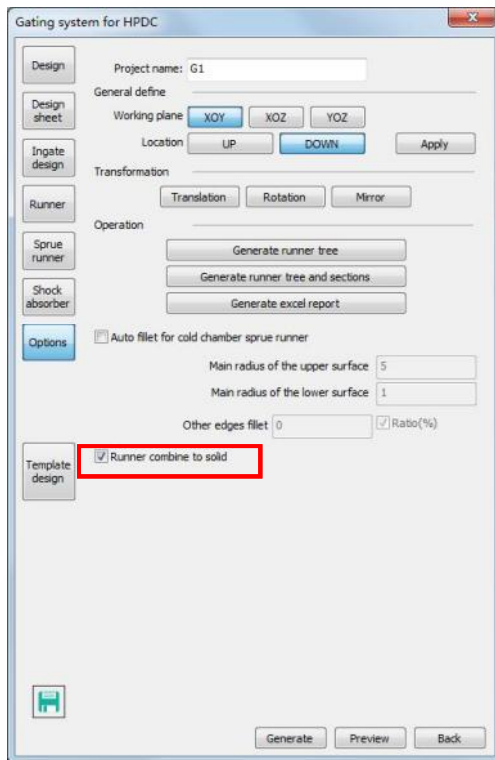 Gating system for HPDC
Design
Project name: G1
General define
Design sheet
Working plane XOY XOZ YOZ
Location UP DOWN Apply
Ingate design
Transformation
Translation Rotation Mirror
Runner
Operation
Sprue runner
Generate runner tree
Generate runner tree and sections
Shock absorber
Generate excel report
Options
Auto fillet for cold chamber sprue runner
Main radius of the upper surface 5
Main radius of the lower surface 1
Other edges fillet 0 Ratio(%)
Template design
Runner combine to solid
Generate Preview Back